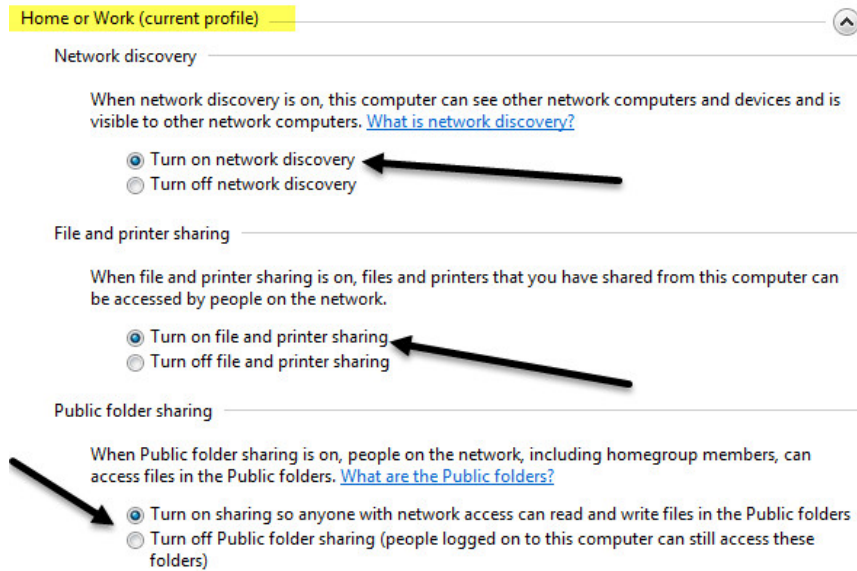 Home or Work (current profile)
Network discovery
When network discovery is on, this computer can see other network computers and devices and is
visible to other network computers. What is network discovery?
Turn on network discovery
Turn off network discovery
File and printer sharing
When file and printer sharing is on, files and printers that you have shared from this computer can
be accessed by people on the network.
Turn on file and printer sharing
Turn off file and printer sharing
Public folder sharing
When Public folder sharing is on, people on the network, including homegroup members, can
access files in the Public folders. What are the Public folders?
Turn on sharing so anyone with network access can read and write files in the Public folders
Turn off Public folder sharing (people logged on to this computer can still access these
folders)